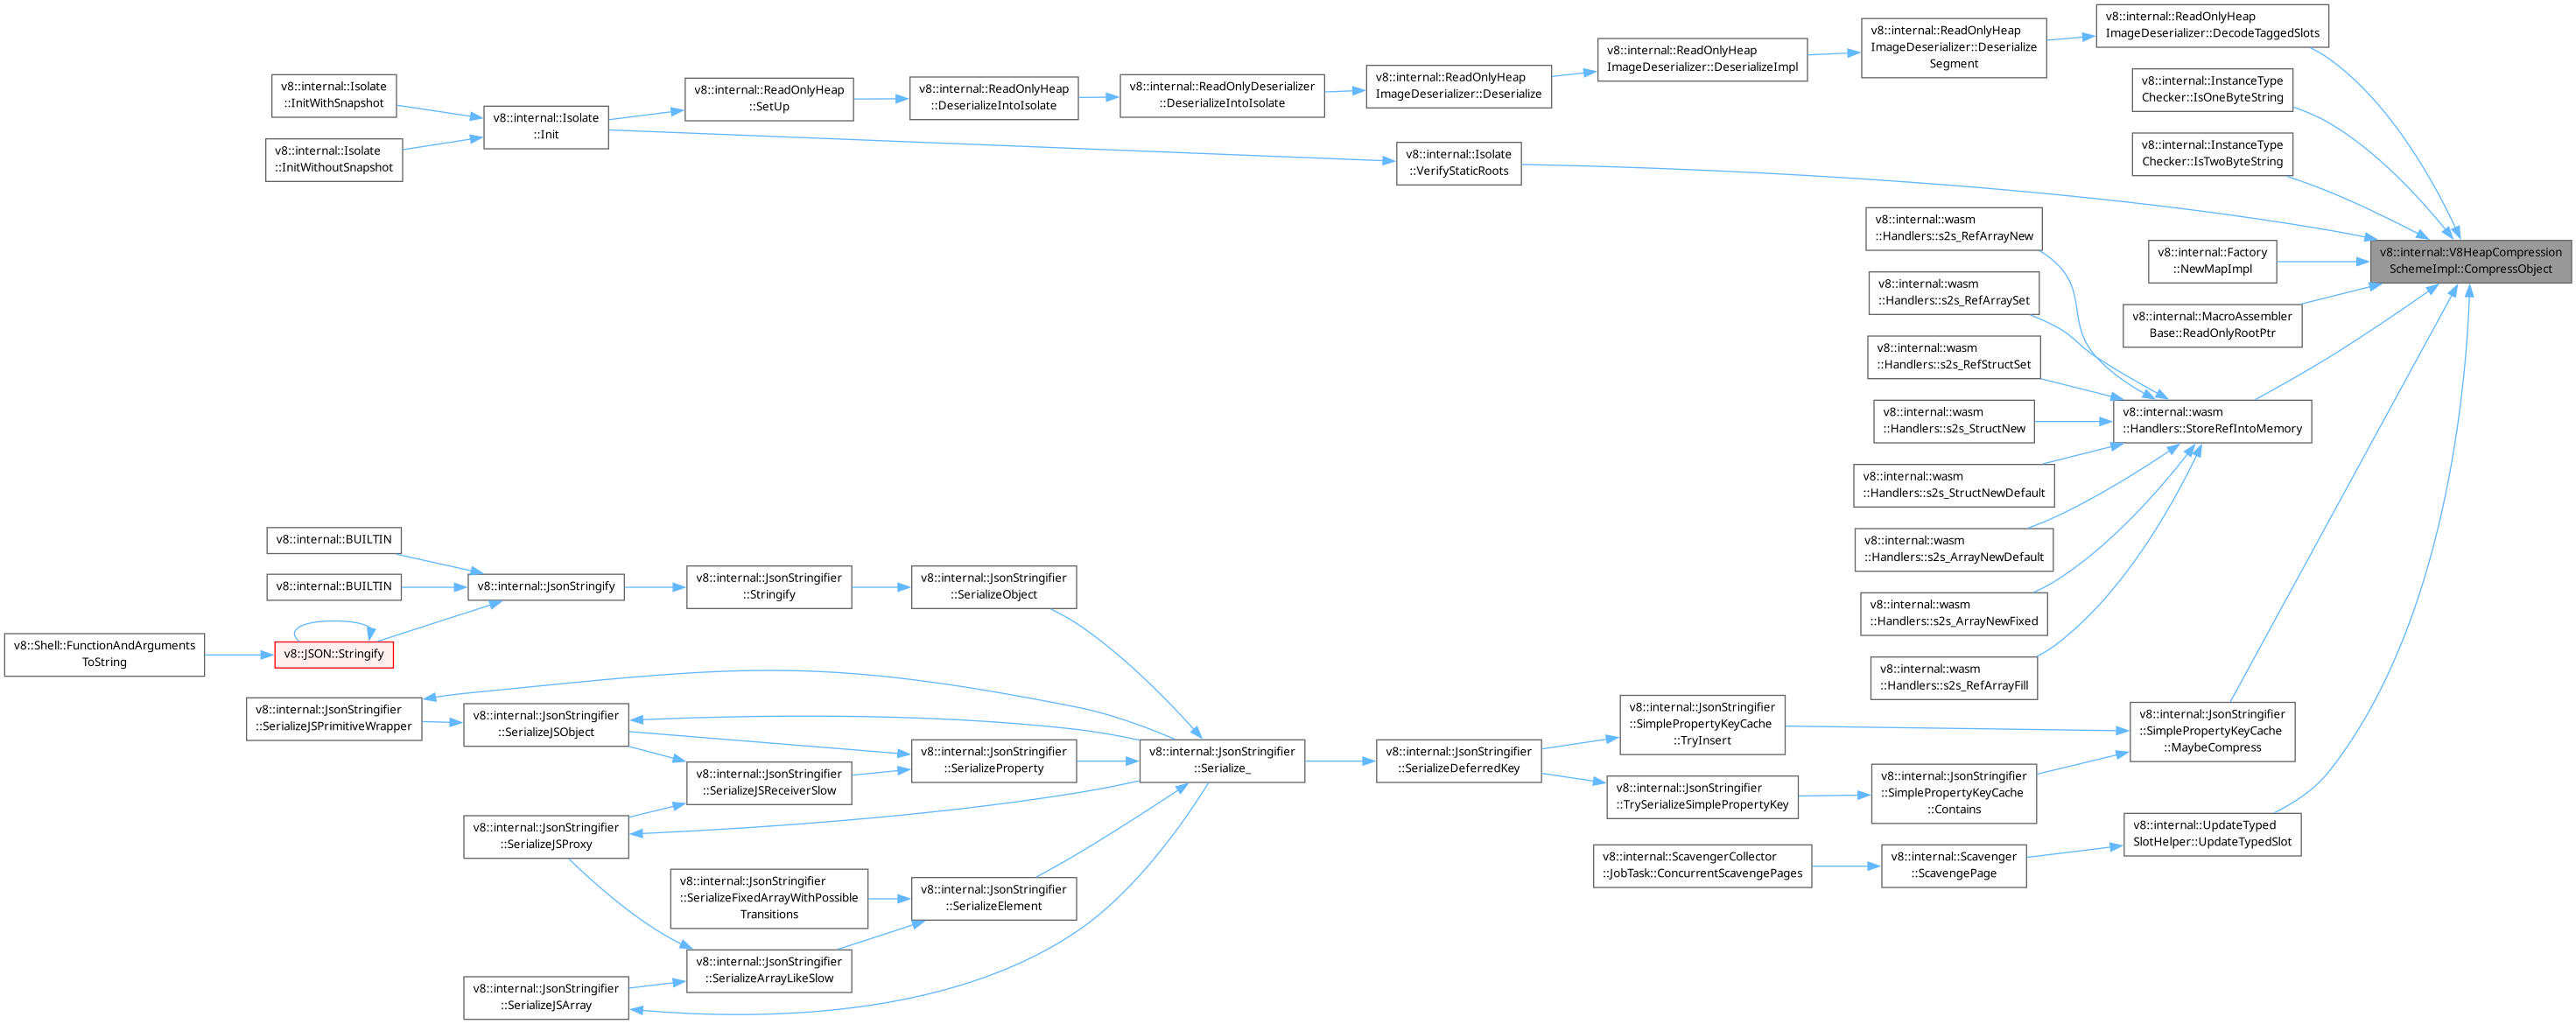 v8::internal::ReadOnlyHeap
ImageDeserializer::DecodeTaggedSlots
v8::internal::ReadOnlyHeap
ImageDeserializer::Deserialize
Segment
v8::internal::ReadOnlyHeap
ImageDeserializer::DeserializeImpl
v8::internal::ReadOnlyHeap
ImageDeserializer::Deserialize
v8::internal::ReadOnlyDeserializer
::DeserializeIntoIsolate
v8::internal::ReadOnlyHeap
::DeserializeIntoIsolate
v8::internal::ReadOnlyHeap
::SetUp
v8::internal::Isolate
::Init
v8::internal::Isolate
::InitWithSnapshot
v8::internal::Isolate
::InitWithoutSnapshot
v8::internal::Isolate
::VerifyStaticRoots
v8::internal::InstanceType
Checker::IsOneByteString
v8::internal::InstanceType
Checker::IsTwoByteString
v8::internal::V8HeapCompression
SchemeImpl::CompressObject
v8::internal::Factory
::NewMapImpl
v8::internal::MacroAssembler
Base::ReadOnlyRootPtr
v8::internal::wasm
::Handlers::s2s_RefArrayNew
v8::internal::wasm
::Handlers::s2s_RefArraySet
v8::internal::wasm
::Handlers::s2s_RefStructSet
v8::internal::wasm
::Handlers::s2s_StructNew
v8::internal::wasm
::Handlers::StoreRefIntoMemory
v8::internal::wasm
::Handlers::s2s_StructNewDefault
v8::internal::wasm
::Handlers::s2s_ArrayNewDefault
v8::internal::wasm
::Handlers::s2s_ArrayNewFixed
v8::internal::wasm
::Handlers::s2s_RefArrayFill
v8::internal::BUILTIN
v8::internal::BUILTIN
v8::internal::JsonStringify
v8::internal::JsonStringifier
::Stringify
v8::internal::JsonStringifier
::SerializeObject
v8::Shell::FunctionAndArguments
ToString
v8::JSON::Stringify
v8::internal::JsonStringifier
::SerializeJSPrimitiveWrapper
v8::internal::JsonStringifier
::SerializeJSObject
v8::internal::JsonStringifier
::SerializeProperty
v8::internal::JsonStringifier
::SerializeJSReceiverSlow
v8::internal::JsonStringifier
::Serialize_
v8::internal::JsonStringifier
::SerializeDeferredKey
v8::internal::JsonStringifier
::SimplePropertyKeyCache
::TryInsert
v8::internal::JsonStringifier
::SimplePropertyKeyCache
::MaybeCompress
v8::internal::JsonStringifier
::TrySerializeSimplePropertyKey
v8::internal::JsonStringifier
::SimplePropertyKeyCache
::Contains
v8::internal::JsonStringifier
::SerializeJSProxy
v8::internal::UpdateTyped
SlotHelper::UpdateTypedSlot
v8::internal::ScavengerCollector
::JobTask::ConcurrentScavengePages
v8::internal::Scavenger
::ScavengePage
v8::internal::JsonStringifier
::SerializeFixedArrayWithPossible
Transitions
v8::internal::JsonStringifier
::SerializeElement
v8::internal::JsonStringifier
::SerializeArrayLikeSlow
v8::internal::JsonStringifier
::SerializeJSArray